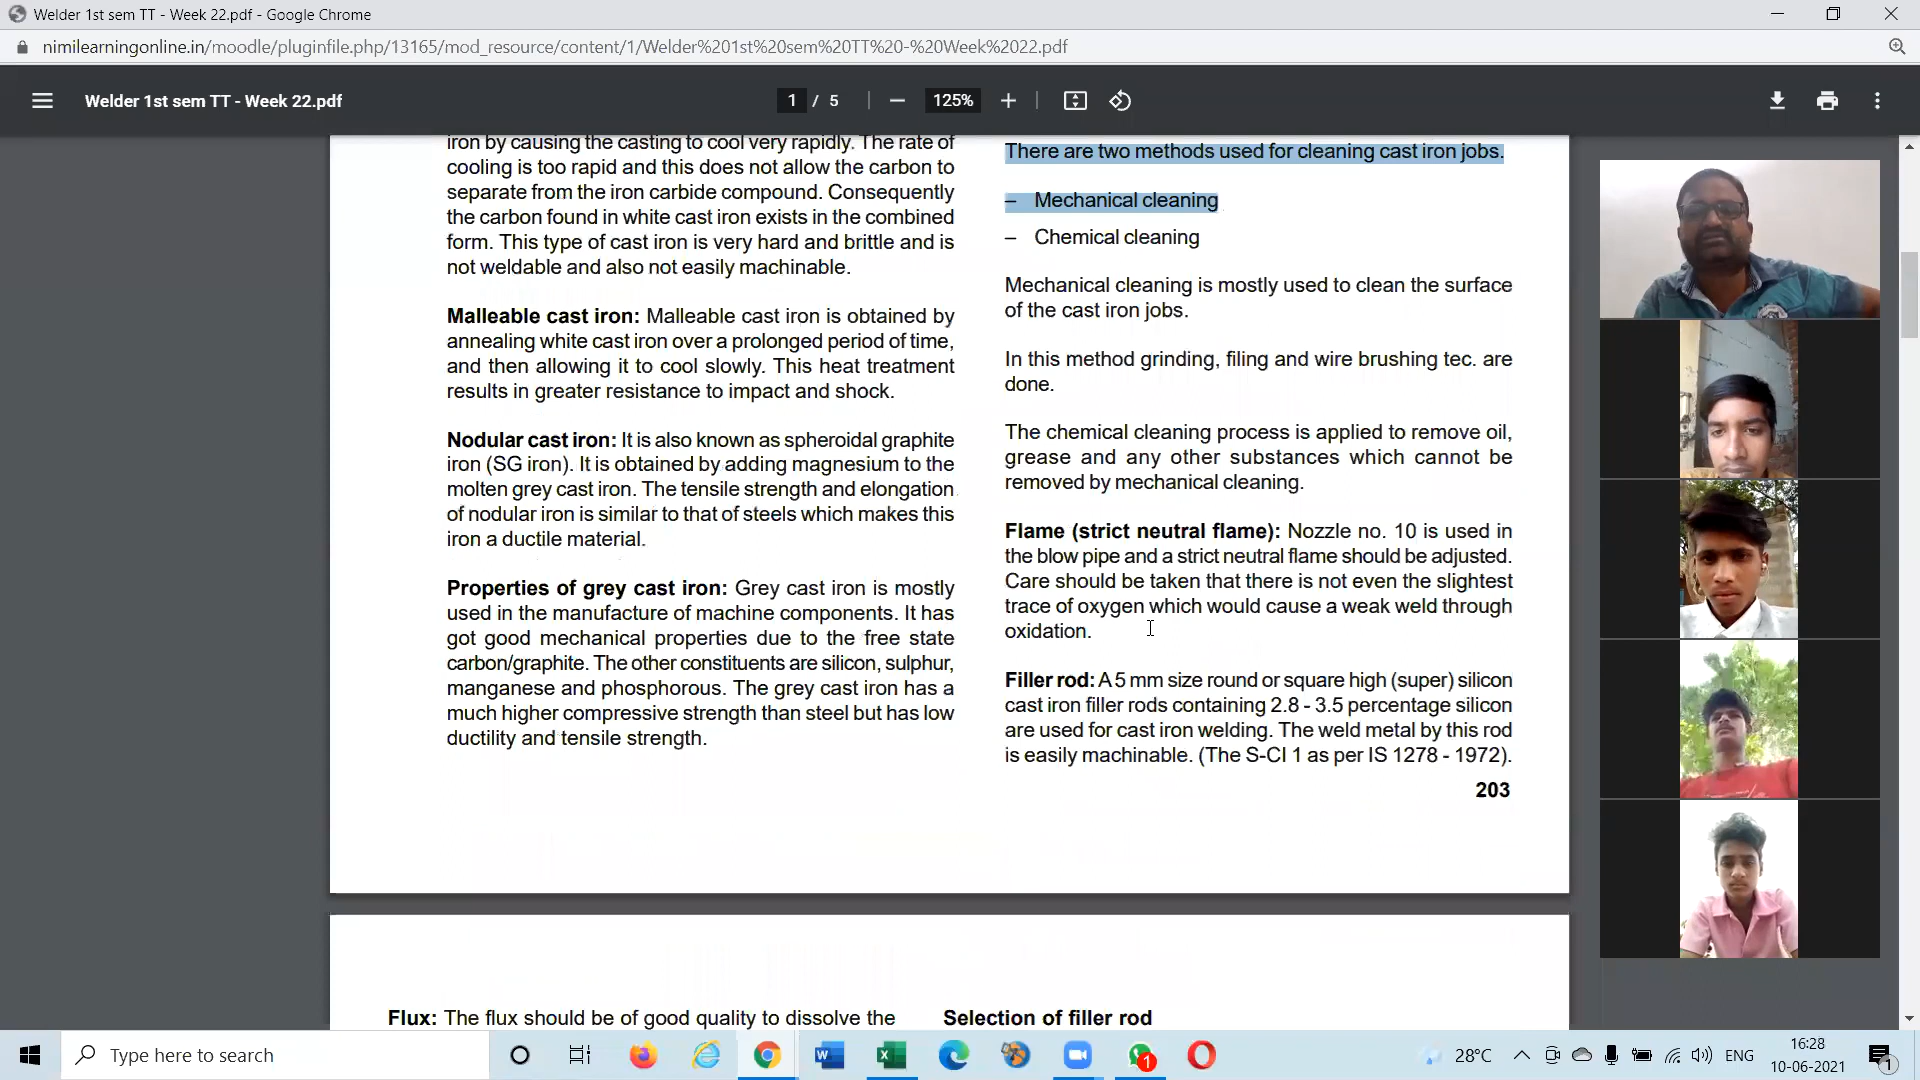 Welder 1st sem TT - Week 22.pdf - Google Chrome
nimilearningonline.in/moodle/pluginfile.php/13165/mod_resource/content/1/Welder%201st%20sem%20TT%20-%20Week%2022.pdf
Welder 1st sem TT - Week 22.pdf
1 / 5
125%
iron by causing the casting to cool very rapidly. The rate of
cooling is too rapid and this does not allow the carbon to
separate from the iron carbide compound. Consequently
the carbon found in white cast iron exists in the combined
form. This type of cast iron is very hard and brittle and is
not weldable and also not easily machinable.
Malleable cast iron: Malleable cast iron is obtained by
annealing white cast iron over a prolonged period of time,
and then allowing it to cool slowly. This heat treatment
results in greater resistance to impact and shock.
Nodular cast iron: It is also known as spheroidal graphite
iron (SG iron). It is obtained by adding magnesium to the
molten grey cast iron. The tensile strength and elongation
of nodular iron is similar to that of steels which makes this
iron a ductile material.
Properties of grey cast iron: Grey cast iron is mostly
used in the manufacture of machine components. It has
got good mechanical properties due to the free state
carbon/graphite. The other constituents are silicon, sulphur,
manganese and phosphorous. The grey cast iron has a
much higher compressive strength than steel but has low
ductility and tensile strength.
There are two methods used for cleaning cast iron jobs.
– Mechanical cleaning
– Chemical cleaning
Mechanical cleaning is mostly used to clean the surface
of the cast iron jobs.
In this method grinding, filing and wire brushing tec. are
done.
The chemical cleaning process is applied to remove oil,
grease and any other substances which cannot be
removed by mechanical cleaning.
Flame (strict neutral flame): Nozzle no. 10 is used in
the blow pipe and a strict neutral flame should be adjusted.
Care should be taken that there is not even the slightest
trace of oxygen which would cause a weak weld through
oxidation.
Filler rod: A 5 mm size round or square high (super) silicon
cast iron filler rods containing 2.8 - 3.5 percentage silicon
are used for cast iron welding. The weld metal by this rod
is easily machinable. (The S-CI 1 as per IS 1278 - 1972).
203
Flux: The flux should be of good quality to dissolve the
Selection of filler rod
Type here to search
1
28°C
ENG
16:28
10-06-2021
1